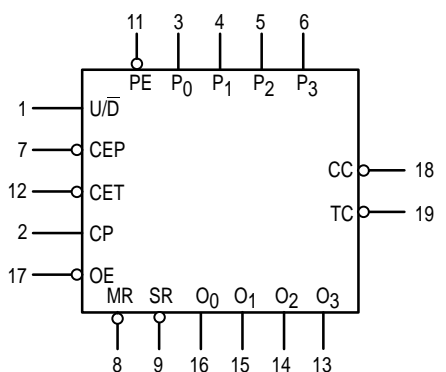 11 3 4 5 6
PE P0 P1 P2 P3
1 U/D̅
7 CEP
12 CET
2 CP
17 OE
CC 18
TC 19
MR SR O0 O1 O2 O3
8 9 16 15 14 13